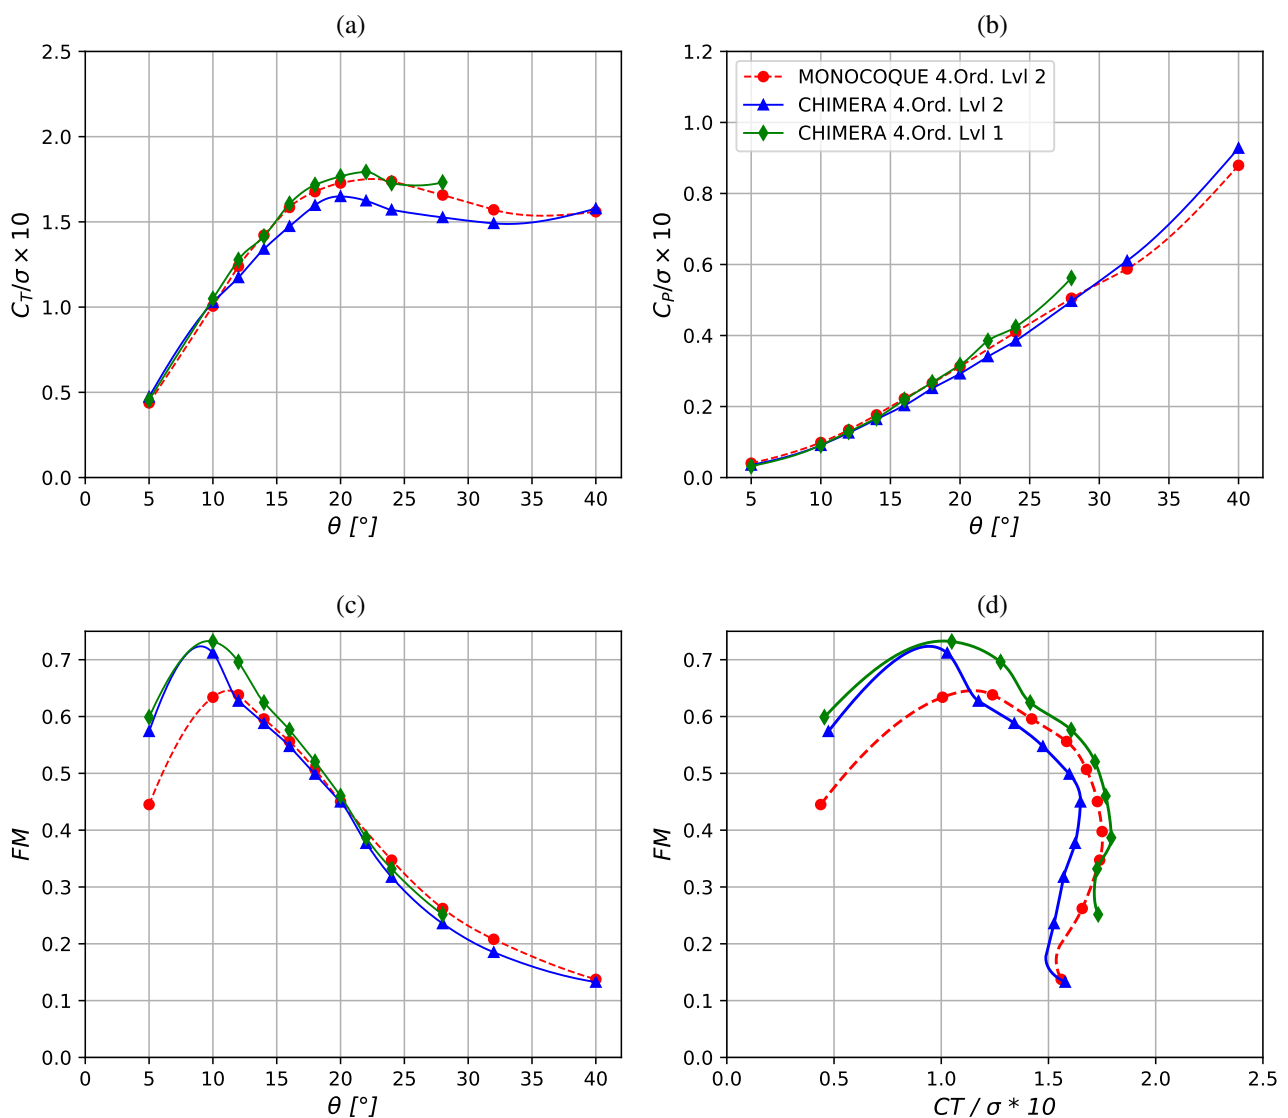 (a)
2.5
2.0
1.5
1.0
0.5
0.0
0 5 10 15 20 25 30 35 40
θ [°]
C_T/σ × 10
(b)
1.2
1.0
0.8
0.6
0.4
0.2
0.0
5 10 15 20 25 30 35 40
θ [°]
C_P/σ × 10
MONOCOQUE 4.Ord. Lvl 2
CHIMERA 4.Ord. Lvl 2
CHIMERA 4.Ord. Lvl 1
(c)
0.7
0.6
0.5
0.4
0.3
0.2
0.1
0.0
0 5 10 15 20 25 30 35 40
θ [°]
FM
(d)
0.7
0.6
0.5
0.4
0.3
0.2
0.1
0.0
0.0 0.5 1.0 1.5 2.0 2.5
CT / σ * 10
FM